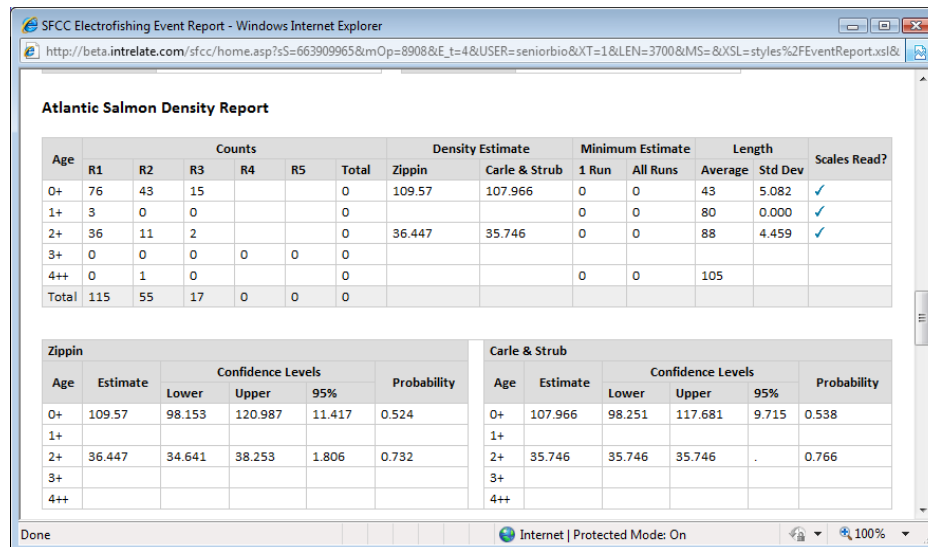 SFCC Electrofishing Event Report - Windows Internet Explorer
http://beta.intrelate.com/sfcc/home.asp?sS=663909965&mOp=8908&E_t=4&USER=seniorbio&XT=1&LEN=3700&MS=&XSL=styles%2FEventReport.xsl&
Atlantic Salmon Density Report
Age Counts Density Estimate Minimum Estimate Length Scales Read?
R1 R2 R3 R4 R5 Total Zippin Carle & Strub 1 Run All Runs Average Std Dev
0+ 76 43 15 0 109.57 107.966 0 0 43 5.082 ✓
1+ 3 0 0 0 0 0 80 0.000 ✓
2+ 36 11 2 0 36.447 35.746 0 0 88 4.459 ✓
3+ 0 0 0 0 0 0
4++ 0 1 0 0 0 105
Total 115 55 17 0 0 0
Zippin
Age Estimate Confidence Levels Probability
Lower Upper 95%
0+ 109.57 98.153 120.987 11.417 0.524
1+
2+ 36.447 34.641 38.253 1.806 0.732
3+
4++
Carle & Strub
Age Estimate Confidence Levels Probability
Lower Upper 95%
0+ 107.966 98.251 117.681 9.715 0.538
1+
2+ 35.746 35.746 35.746 . 0.766
3+
4++
Done Internet | Protected Mode: On 100%